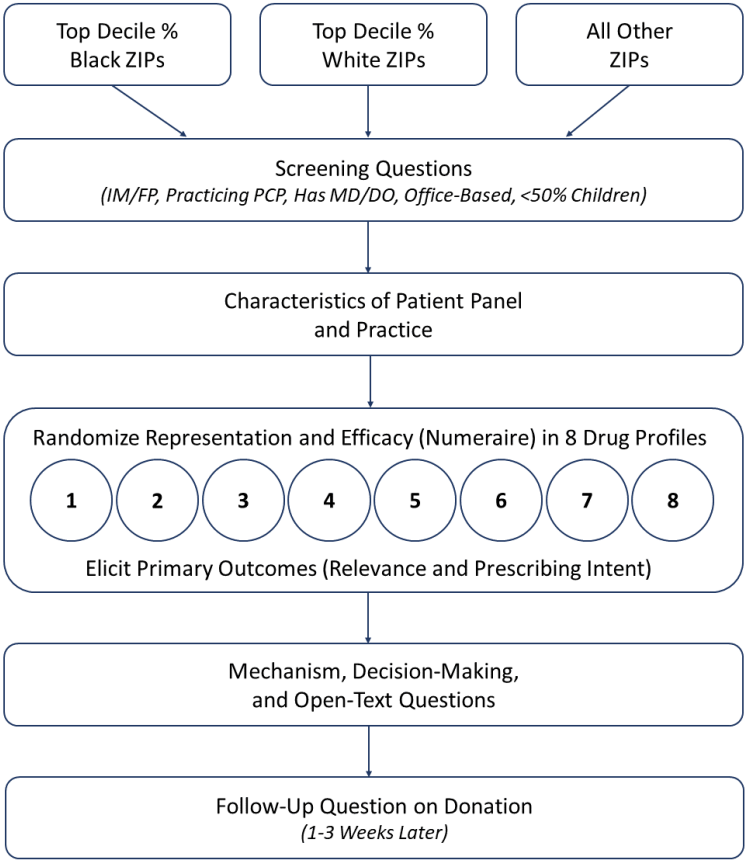 Top Decile %
Black ZIPs
Top Decile %
White ZIPs
All Other
ZIPs
Screening Questions
(IM/FP, Practicing PCP, Has MD/DO, Office-Based, <50% Children)
Characteristics of Patient Panel
and Practice
Randomize Representation and Efficacy (Numeraire) in 8 Drug Profiles
1 2 3 4 5 6 7 8
Elicit Primary Outcomes (Relevance and Prescribing Intent)
Mechanism, Decision-Making,
and Open-Text Questions
Follow-Up Question on Donation
(1-3 Weeks Later)